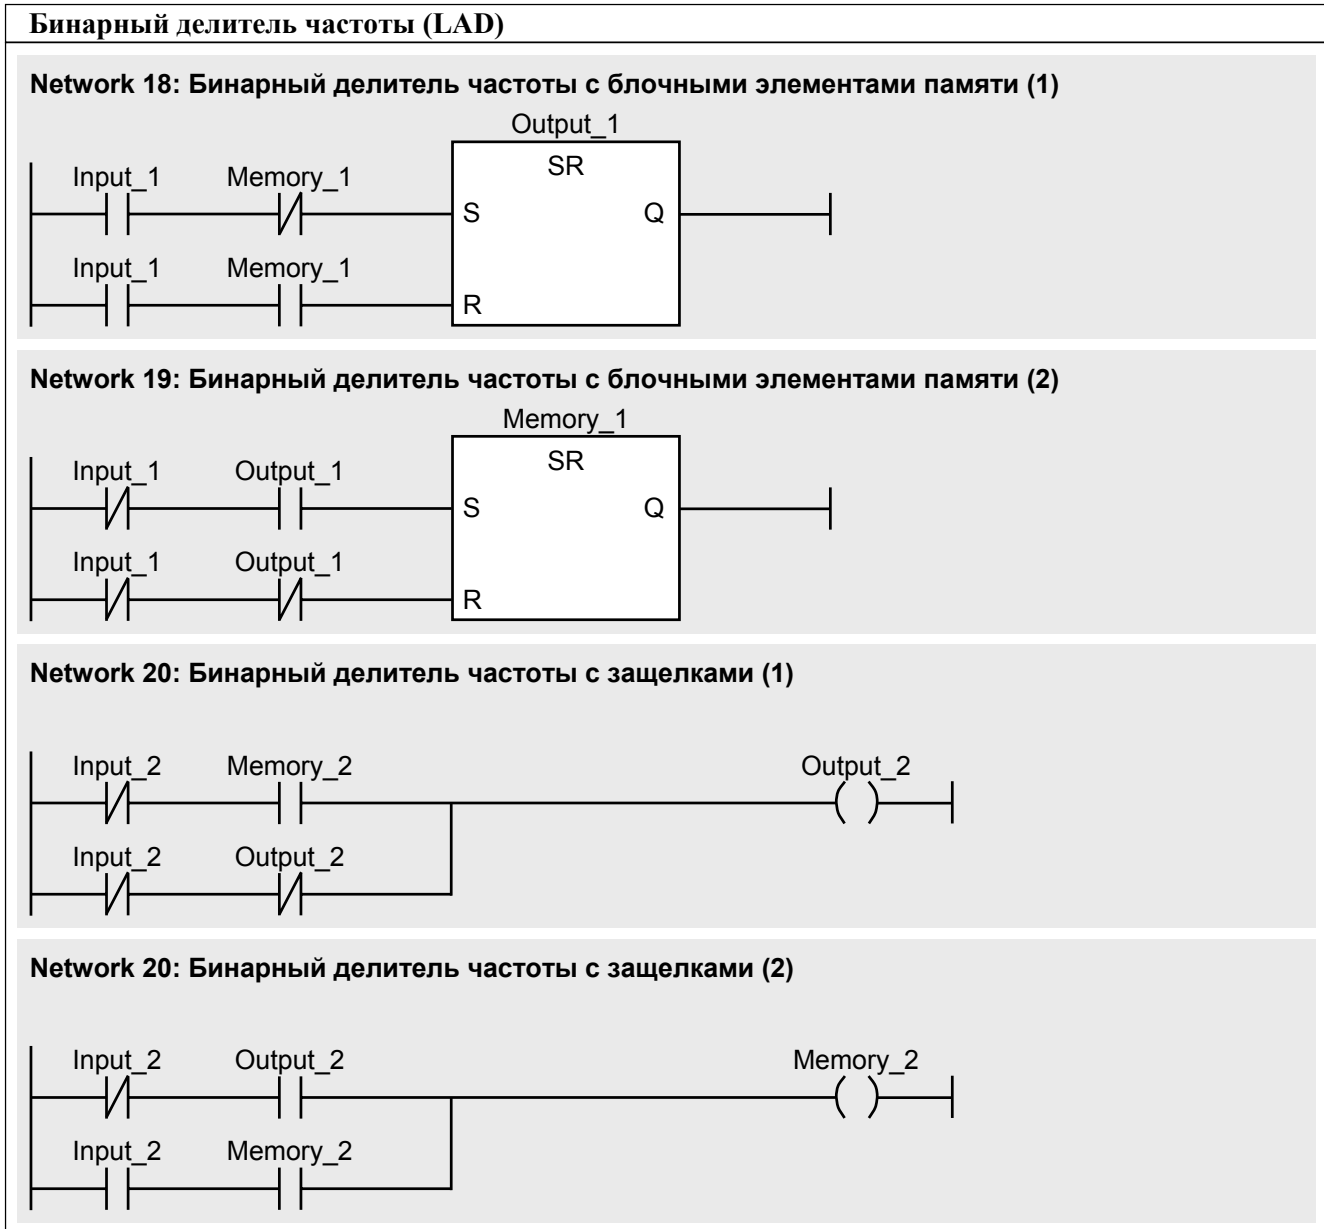 Бинарный делитель частоты (LAD)
Network 18: Бинарный делитель частоты с блочными элементами памяти (1)
Output_1
SR
Input_1 Memory_1
S Q
Input_1 Memory_1
R
Network 19: Бинарный делитель частоты с блочными элементами памяти (2)
Memory_1
SR
Input_1 Output_1
S Q
Input_1 Output_1
R
Network 20: Бинарный делитель частоты с защелками (1)
Input_2 Memory_2 Output_2
Input_2 Output_2
Network 20: Бинарный делитель частоты с защелками (2)
Input_2 Output_2 Memory_2
Input_2 Memory_2